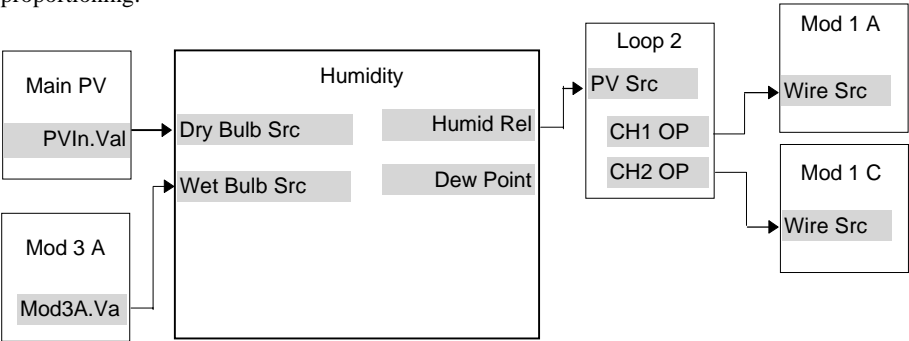 proportioning.
Main PV
PVIn.Val
Mod 3 A
Mod3A.Va
Humidity
Dry Bulb Src
Wet Bulb Src
Humid Rel
Dew Point
Loop 2
PV Src
CH1 OP
CH2 OP
Mod 1 A
Wire Src
Mod 1 C
Wire Src